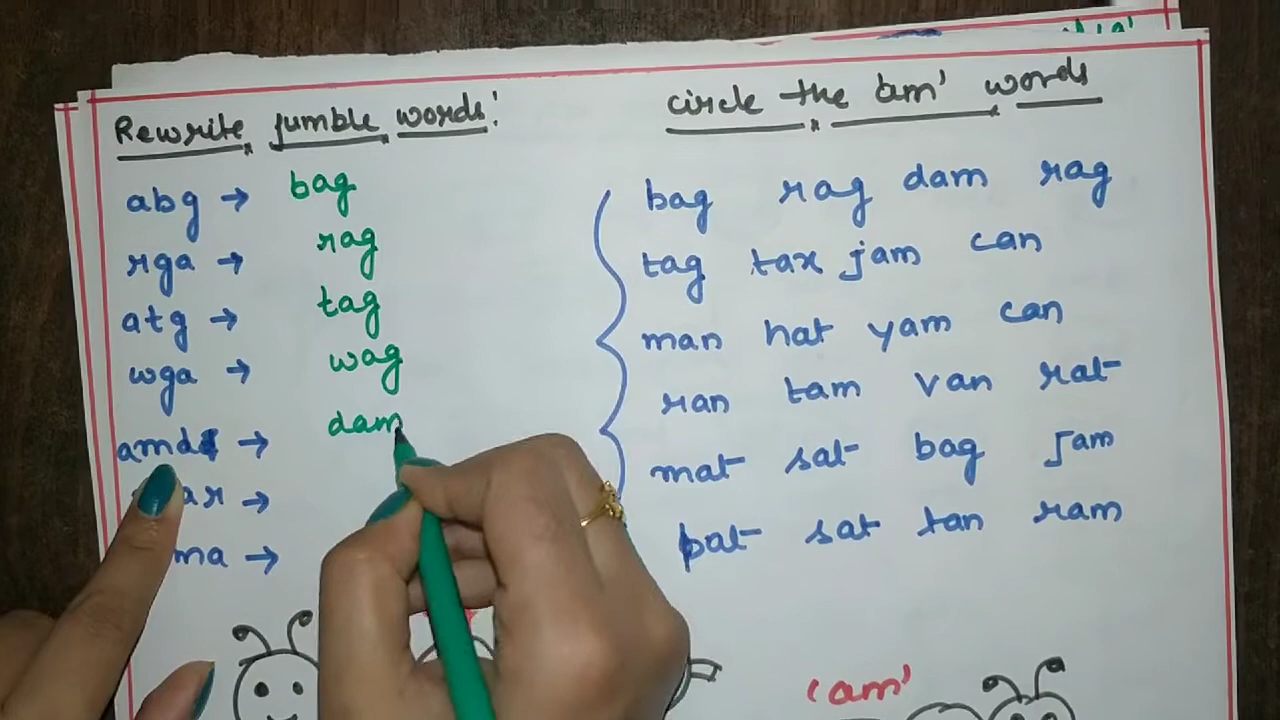 Rewrite jumble words:
abg → bag
rga → rag
atg → tag
wga → wag
amd → dam
ar →
ma →
circle the 'am' words
bag rag dam rag
tag tax jam can
man hat yam can
ran tam van rat
mat sat bag Jam
pat sat tan ram
'am'